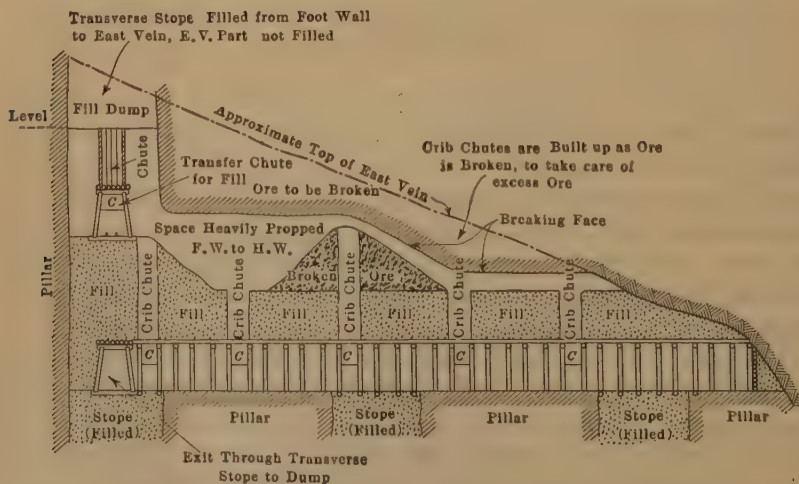 Transverse Stope Filled from Foot Wall
to East Vein, E.V. Part not Filled
Level
Fill Dump
Chute
Transfer Chute
for Fill
C
Approximate Top of East Vein
Crib Chutes are Built up as Ore
is Broken, to take care of
excess Ore
Ore to be Broken
Breaking Face
Space Heavily Propped
F.W. to H.W.
Pillar
Broken Ore
Fill
Crib Chute
Fill
Crib Chute
Fill
Crib Chute
Fill
Crib Chute
Fill
Crib Chute
Fill
C
C
C
C
C
Stope
(Filled)
Pillar
Stope
(Filled)
Pillar
Stope
(Filled)
Pillar
Exit Through Transverse
Stope to Dump